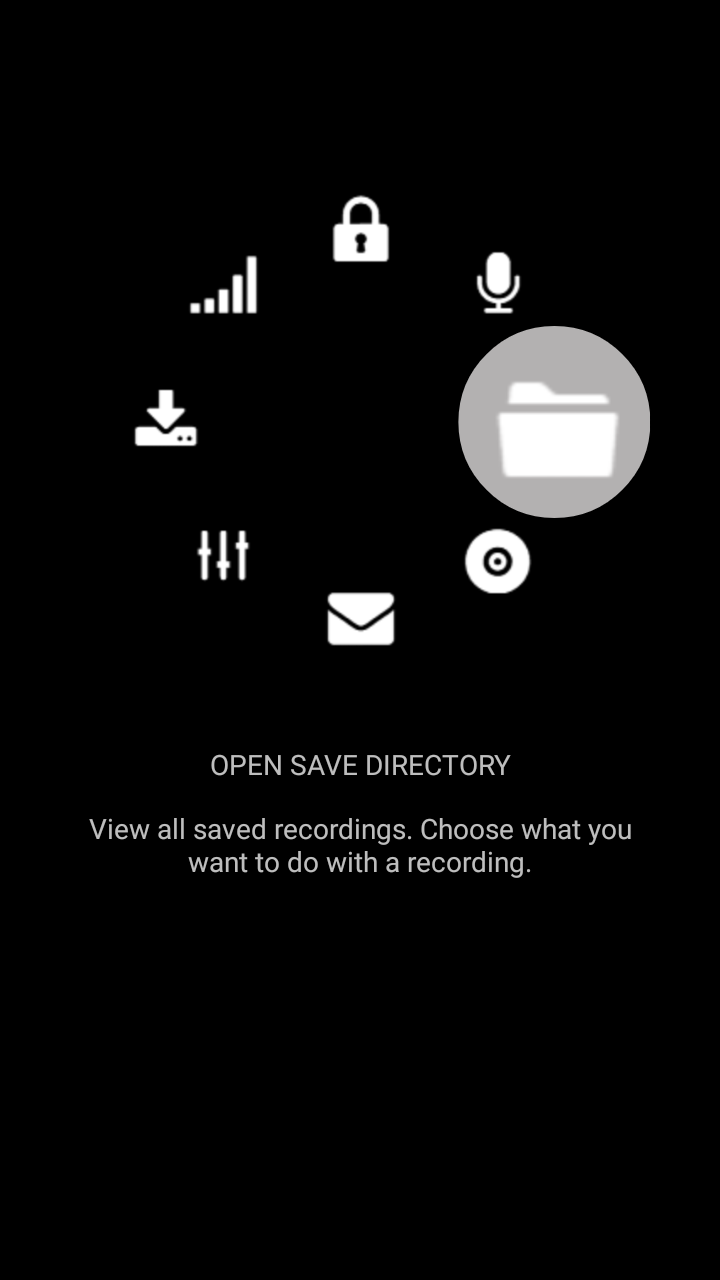 OPEN SAVE DIRECTORY
View all saved recordings. Choose what you
want to do with a recording.